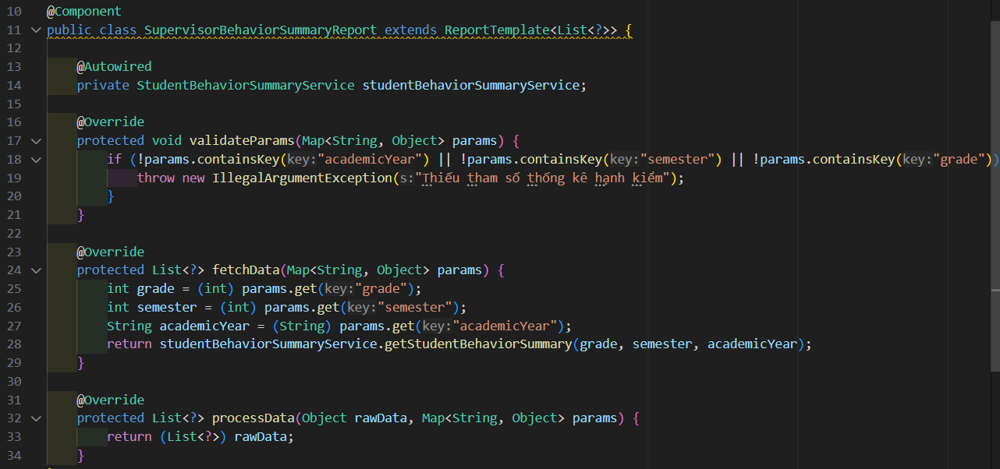 10 @Component
11 public class SupervisorBehaviorSummaryReport extends ReportTemplate<List<?>> {
12
13 @Autowired
14 private StudentBehaviorSummaryService studentBehaviorSummaryService;
15
16 @Override
17 protected void validateParams(Map<String, Object> params) {
18 if (!params.containsKey(key:"academicYear") || !params.containsKey(key:"semester") || !params.containsKey(key:"grade"))
19 throw new IllegalArgumentException(s:"Thiếu tham số thống kê hạnh kiểm");
20 }
21 }
22
23 @Override
24 protected List<?> fetchData(Map<String, Object> params) {
25 int grade = (int) params.get(key:"grade");
26 int semester = (int) params.get(key:"semester");
27 String academicYear = (String) params.get(key:"academicYear");
28 return studentBehaviorSummaryService.getStudentBehaviorSummary(grade, semester, academicYear);
29 }
30
31 @Override
32 protected List<?> processData(Object rawData, Map<String, Object> params) {
33 return (List<?>) rawData;
34 }